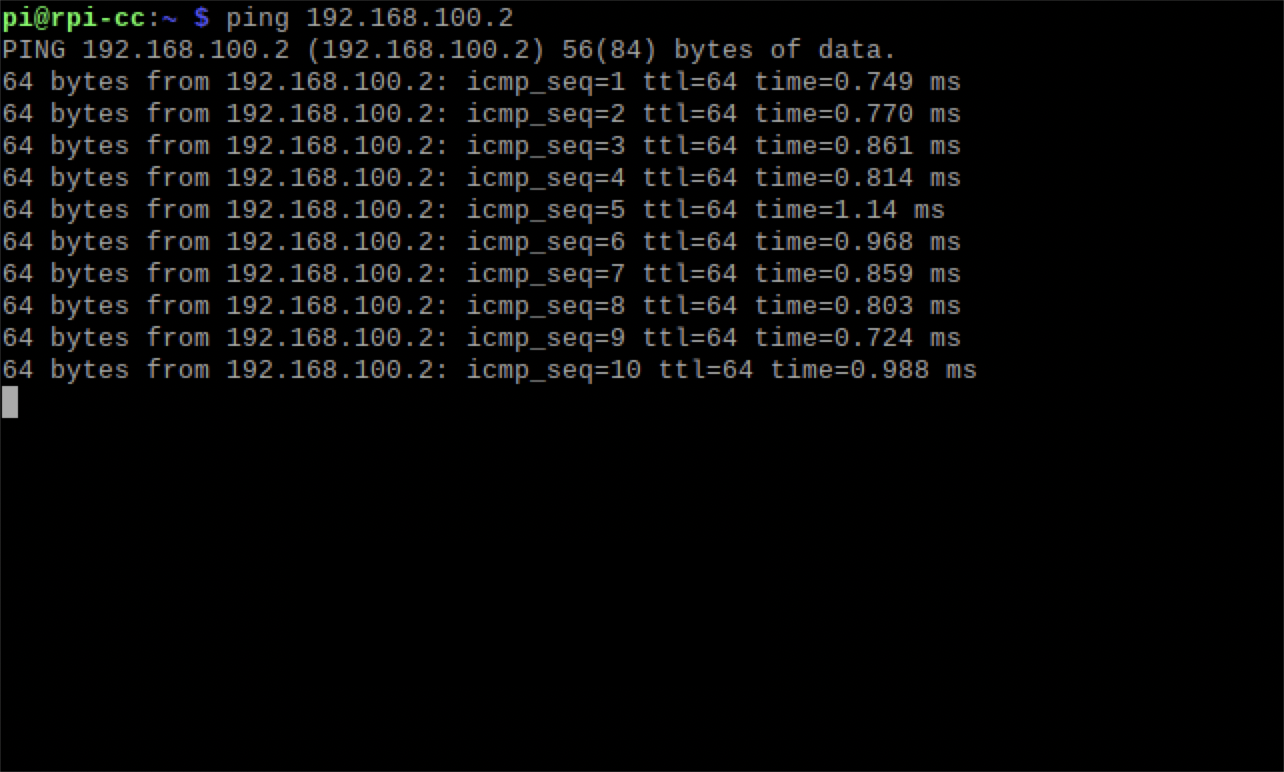 pi@rpi-cc:~ $ ping 192.168.100.2
PING 192.168.100.2 (192.168.100.2) 56(84) bytes of data.
64 bytes from 192.168.100.2: icmp_seq=1 ttl=64 time=0.749 ms
64 bytes from 192.168.100.2: icmp_seq=2 ttl=64 time=0.770 ms
64 bytes from 192.168.100.2: icmp_seq=3 ttl=64 time=0.861 ms
64 bytes from 192.168.100.2: icmp_seq=4 ttl=64 time=0.814 ms
64 bytes from 192.168.100.2: icmp_seq=5 ttl=64 time=1.14 ms
64 bytes from 192.168.100.2: icmp_seq=6 ttl=64 time=0.968 ms
64 bytes from 192.168.100.2: icmp_seq=7 ttl=64 time=0.859 ms
64 bytes from 192.168.100.2: icmp_seq=8 ttl=64 time=0.803 ms
64 bytes from 192.168.100.2: icmp_seq=9 ttl=64 time=0.724 ms
64 bytes from 192.168.100.2: icmp_seq=10 ttl=64 time=0.988 ms